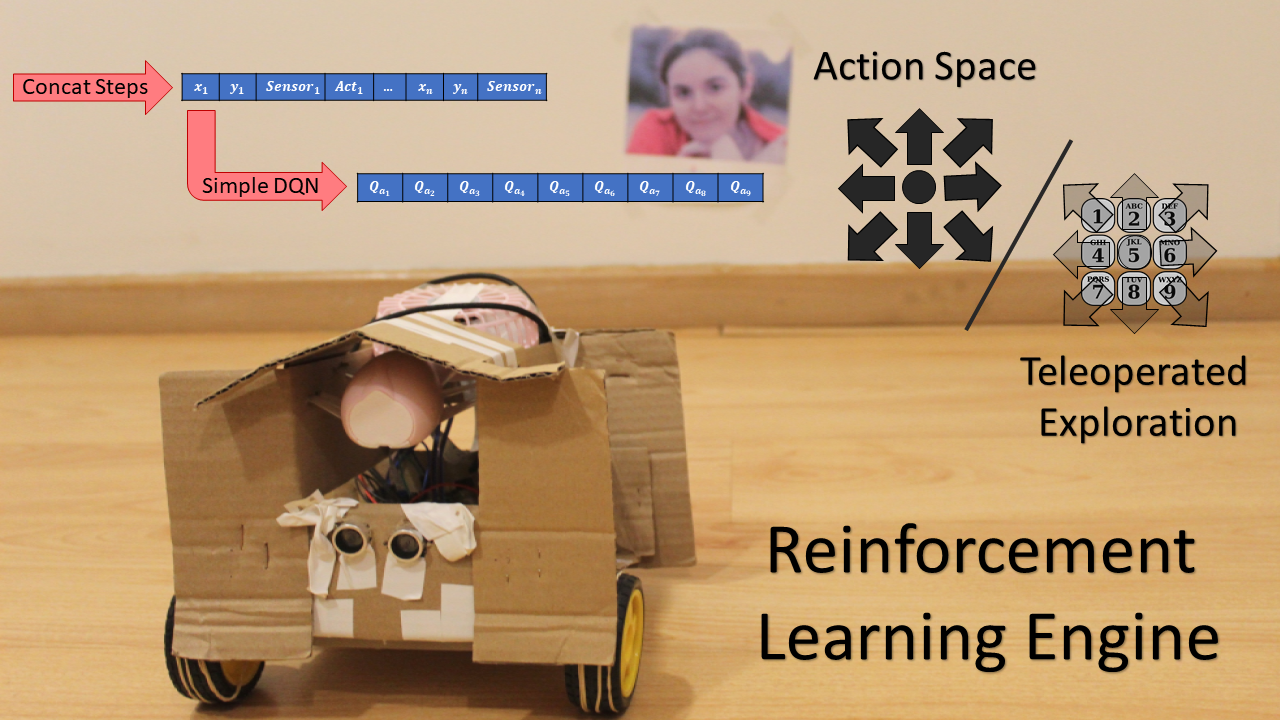 Concat Steps
x₁ y₁ Sensor₁ Act₁ ... xₙ yₙ Sensorₙ
Simple DQN
Qₐ₁ Qₐ₂ Qₐ₃ Qₐ₄ Qₐ₅ Qₐ₆ Qₐ₇ Qₐ₈ Qₐ₉
Action Space
ABC DEF
1 2 3
GHI JKL MNO
4 5 6
PQRS TUV WXYZ
7 8 9
Teleoperated
Exploration
Reinforcement
Learning Engine